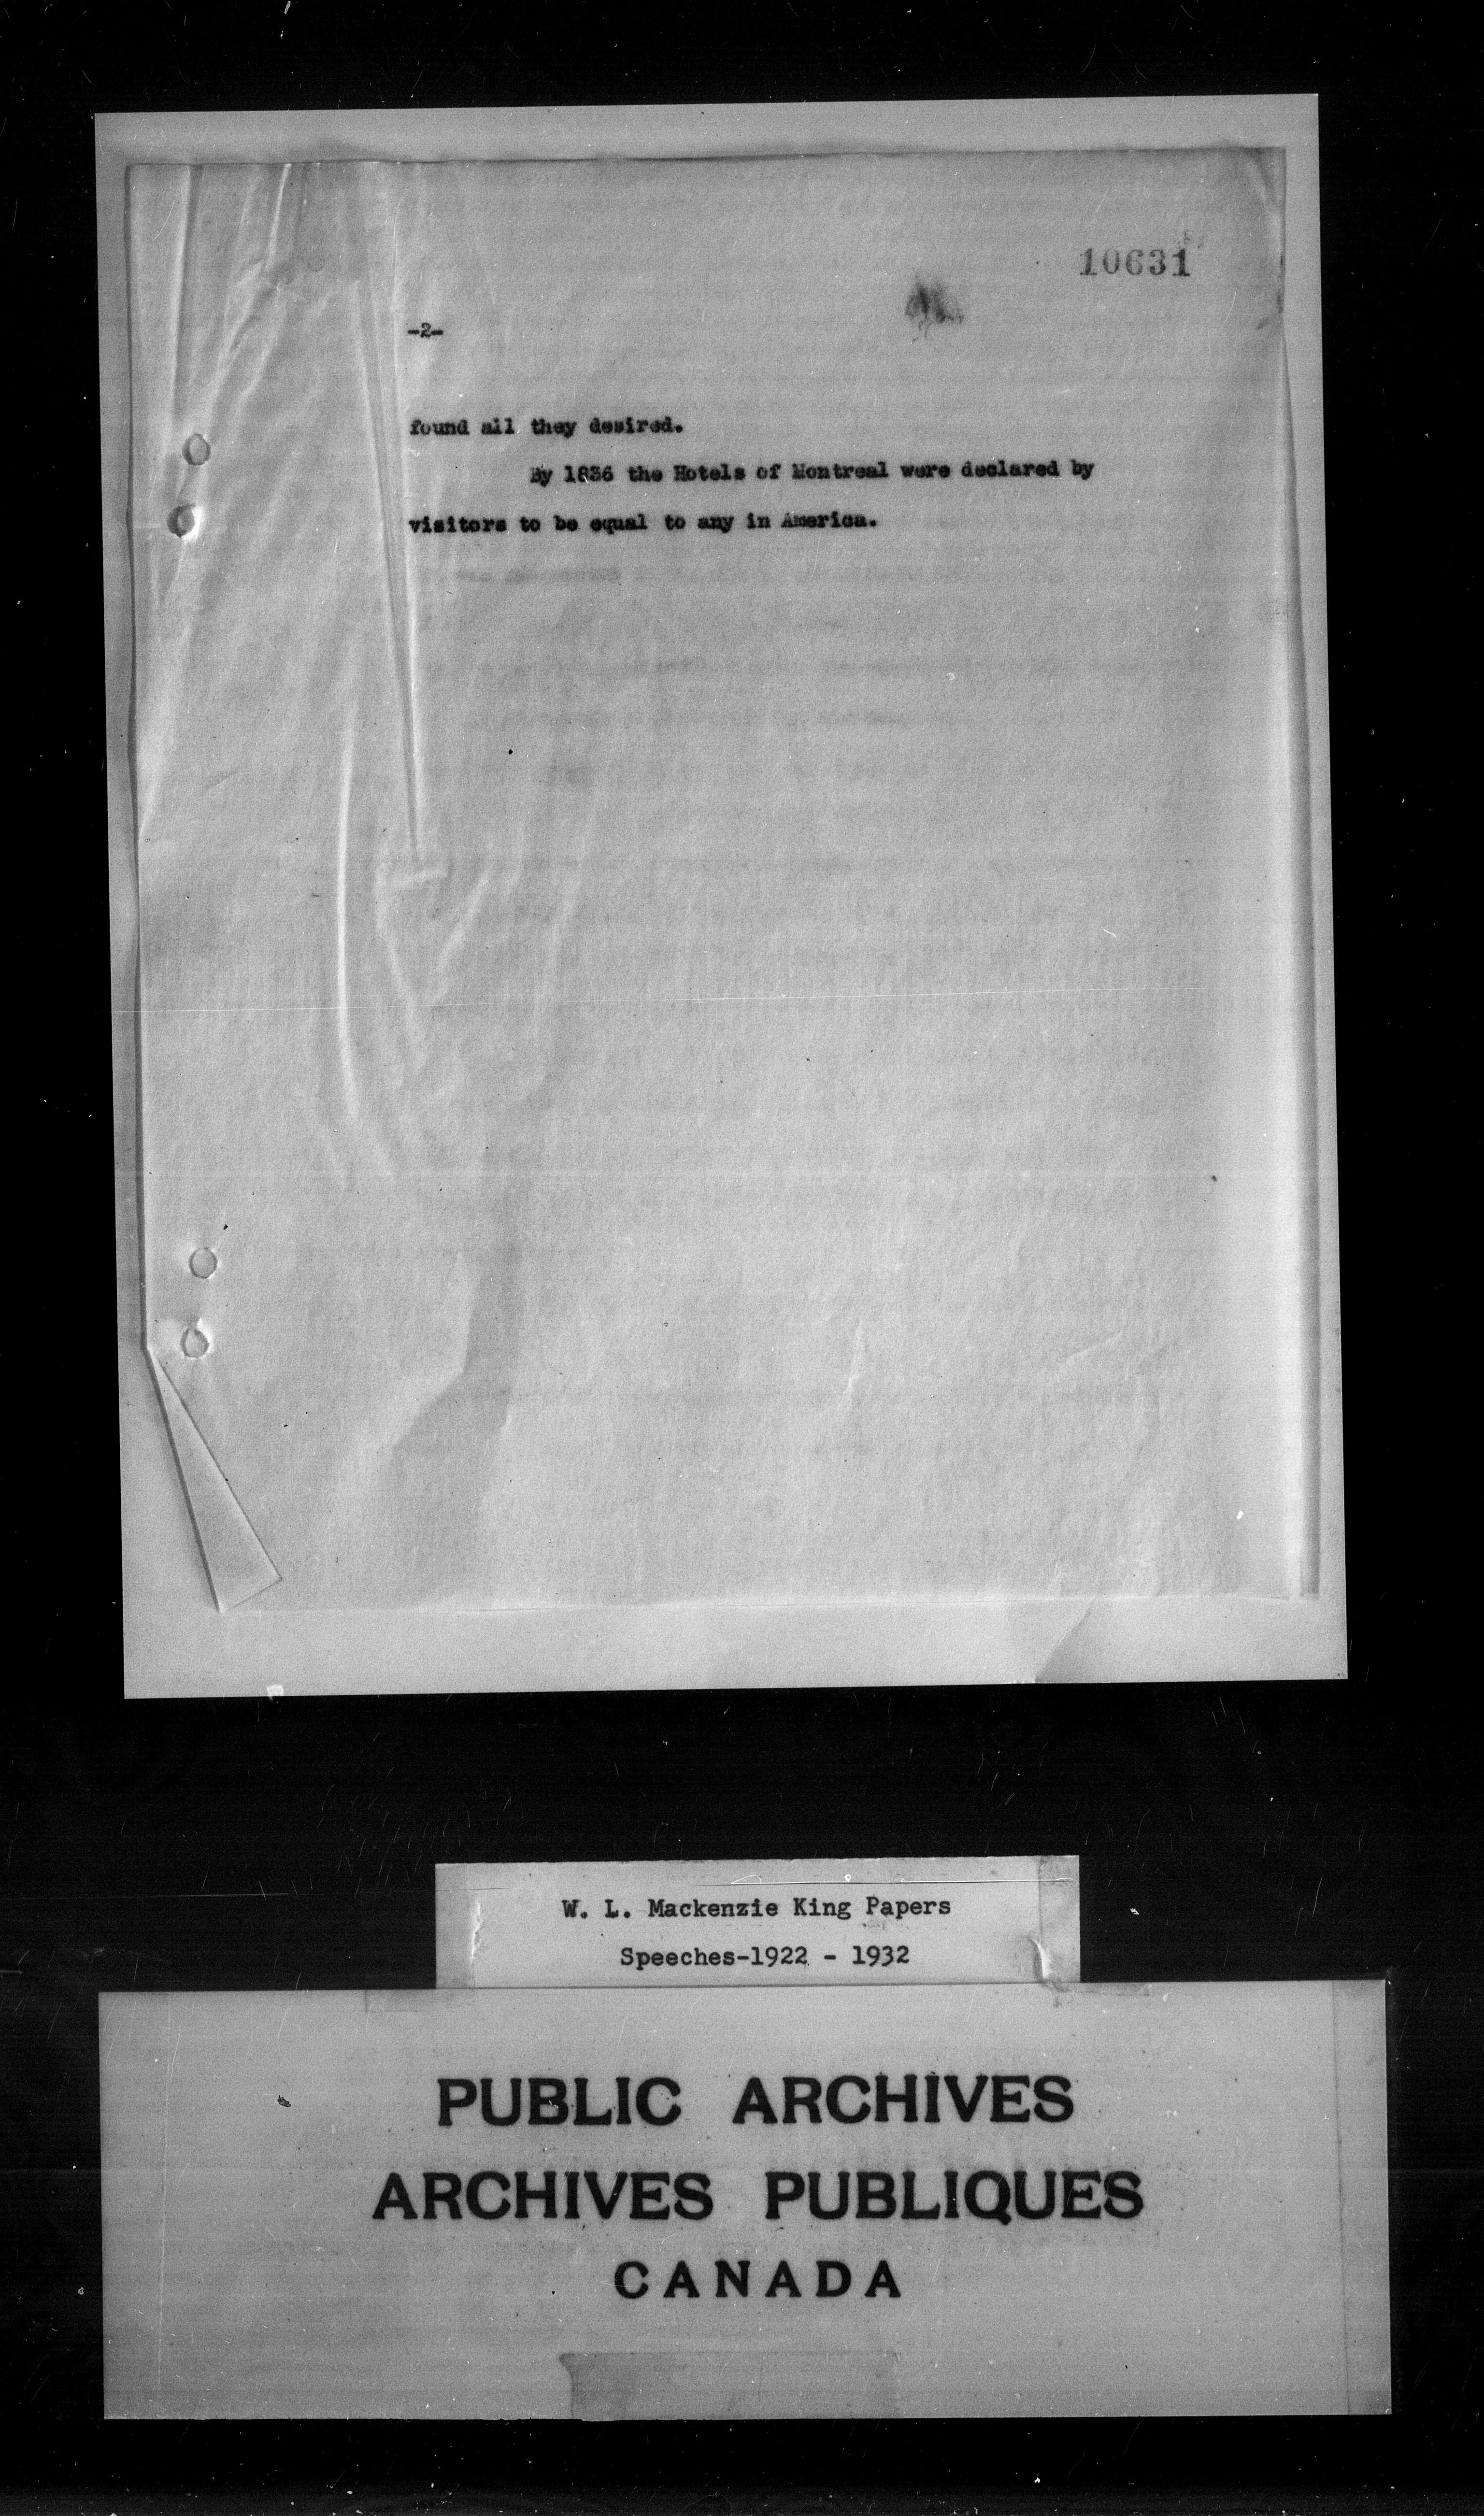 10631
-2-
found all they desired.
By 1836 the Hotels of Montreal were declared by
visitors to be equal to any in America.
W. L. Mackenzie King Papers
Speeches-1922 - 1932
PUBLIC ARCHIVES
ARCHIVES PUBLIQUES
CANADA